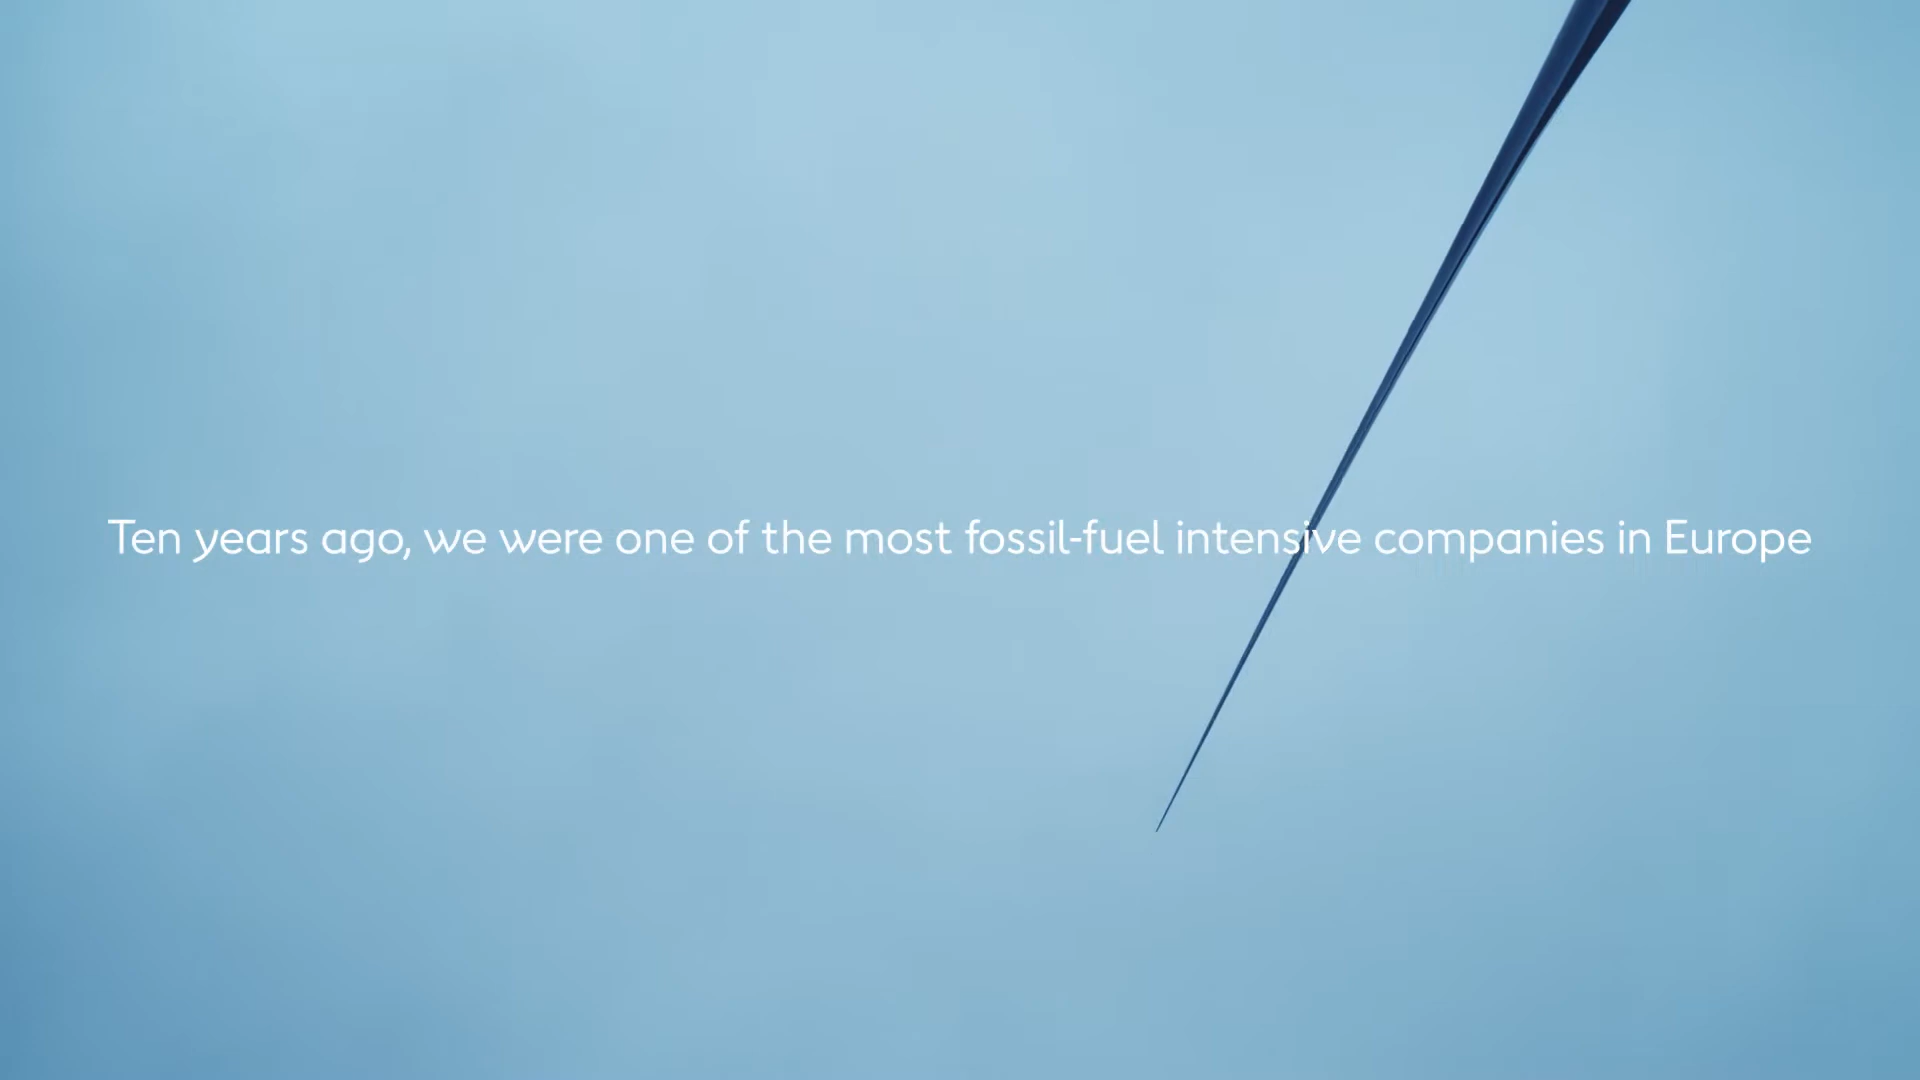 Ten years ago, we were one of the most fossil-fuel intensive companies in Europe